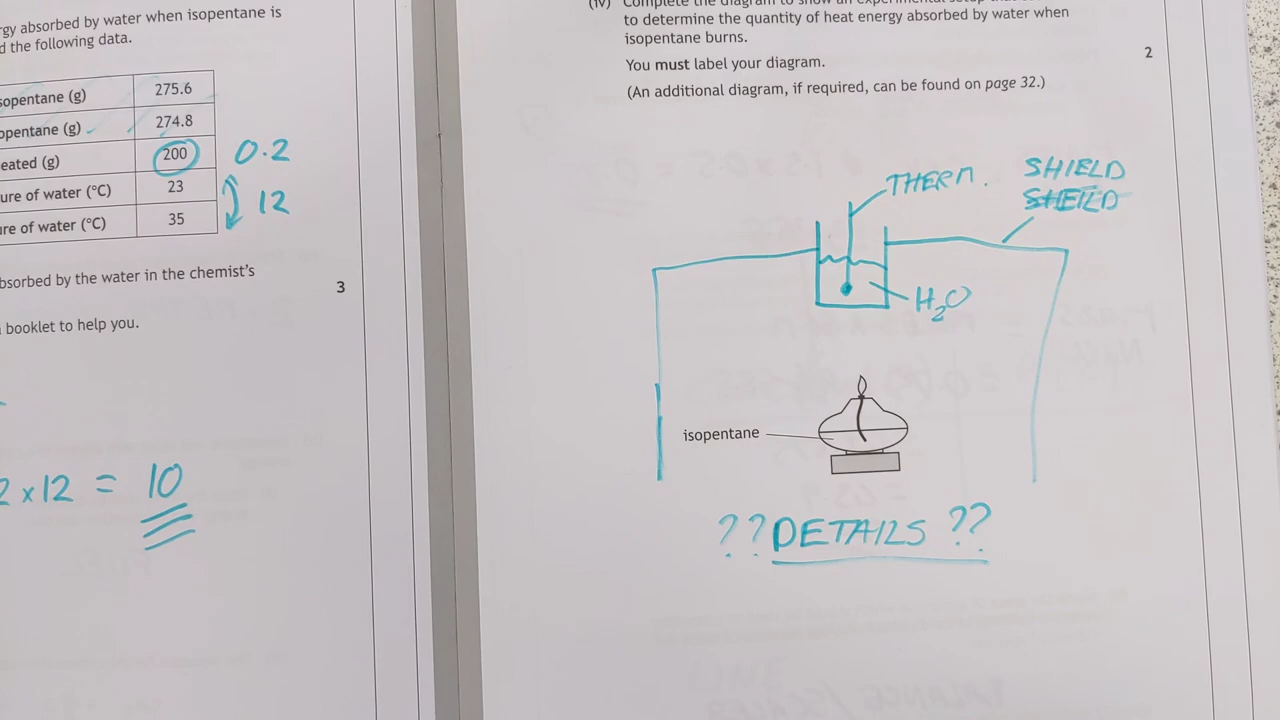 rgy absorbed by water when isopentane is
d the following data.
sopentane (g) 275.6
opentane (g) 274.8
eated (g) 200 0.2
ure of water (°C) 23
12
ure of water (°C) 35
bsorbed by the water in the chemist’s
3
booklet to help you.
2 x 12 = 10
(iv) Complete the diagram to show an experimental setup that
to determine the quantity of heat energy absorbed by water when
isopentane burns.
2
You must label your diagram.
(An additional diagram, if required, can be found on page 32.)
THERM. SHIELD
SHEILD
H₂O
isopentane
?? DETAILS ??